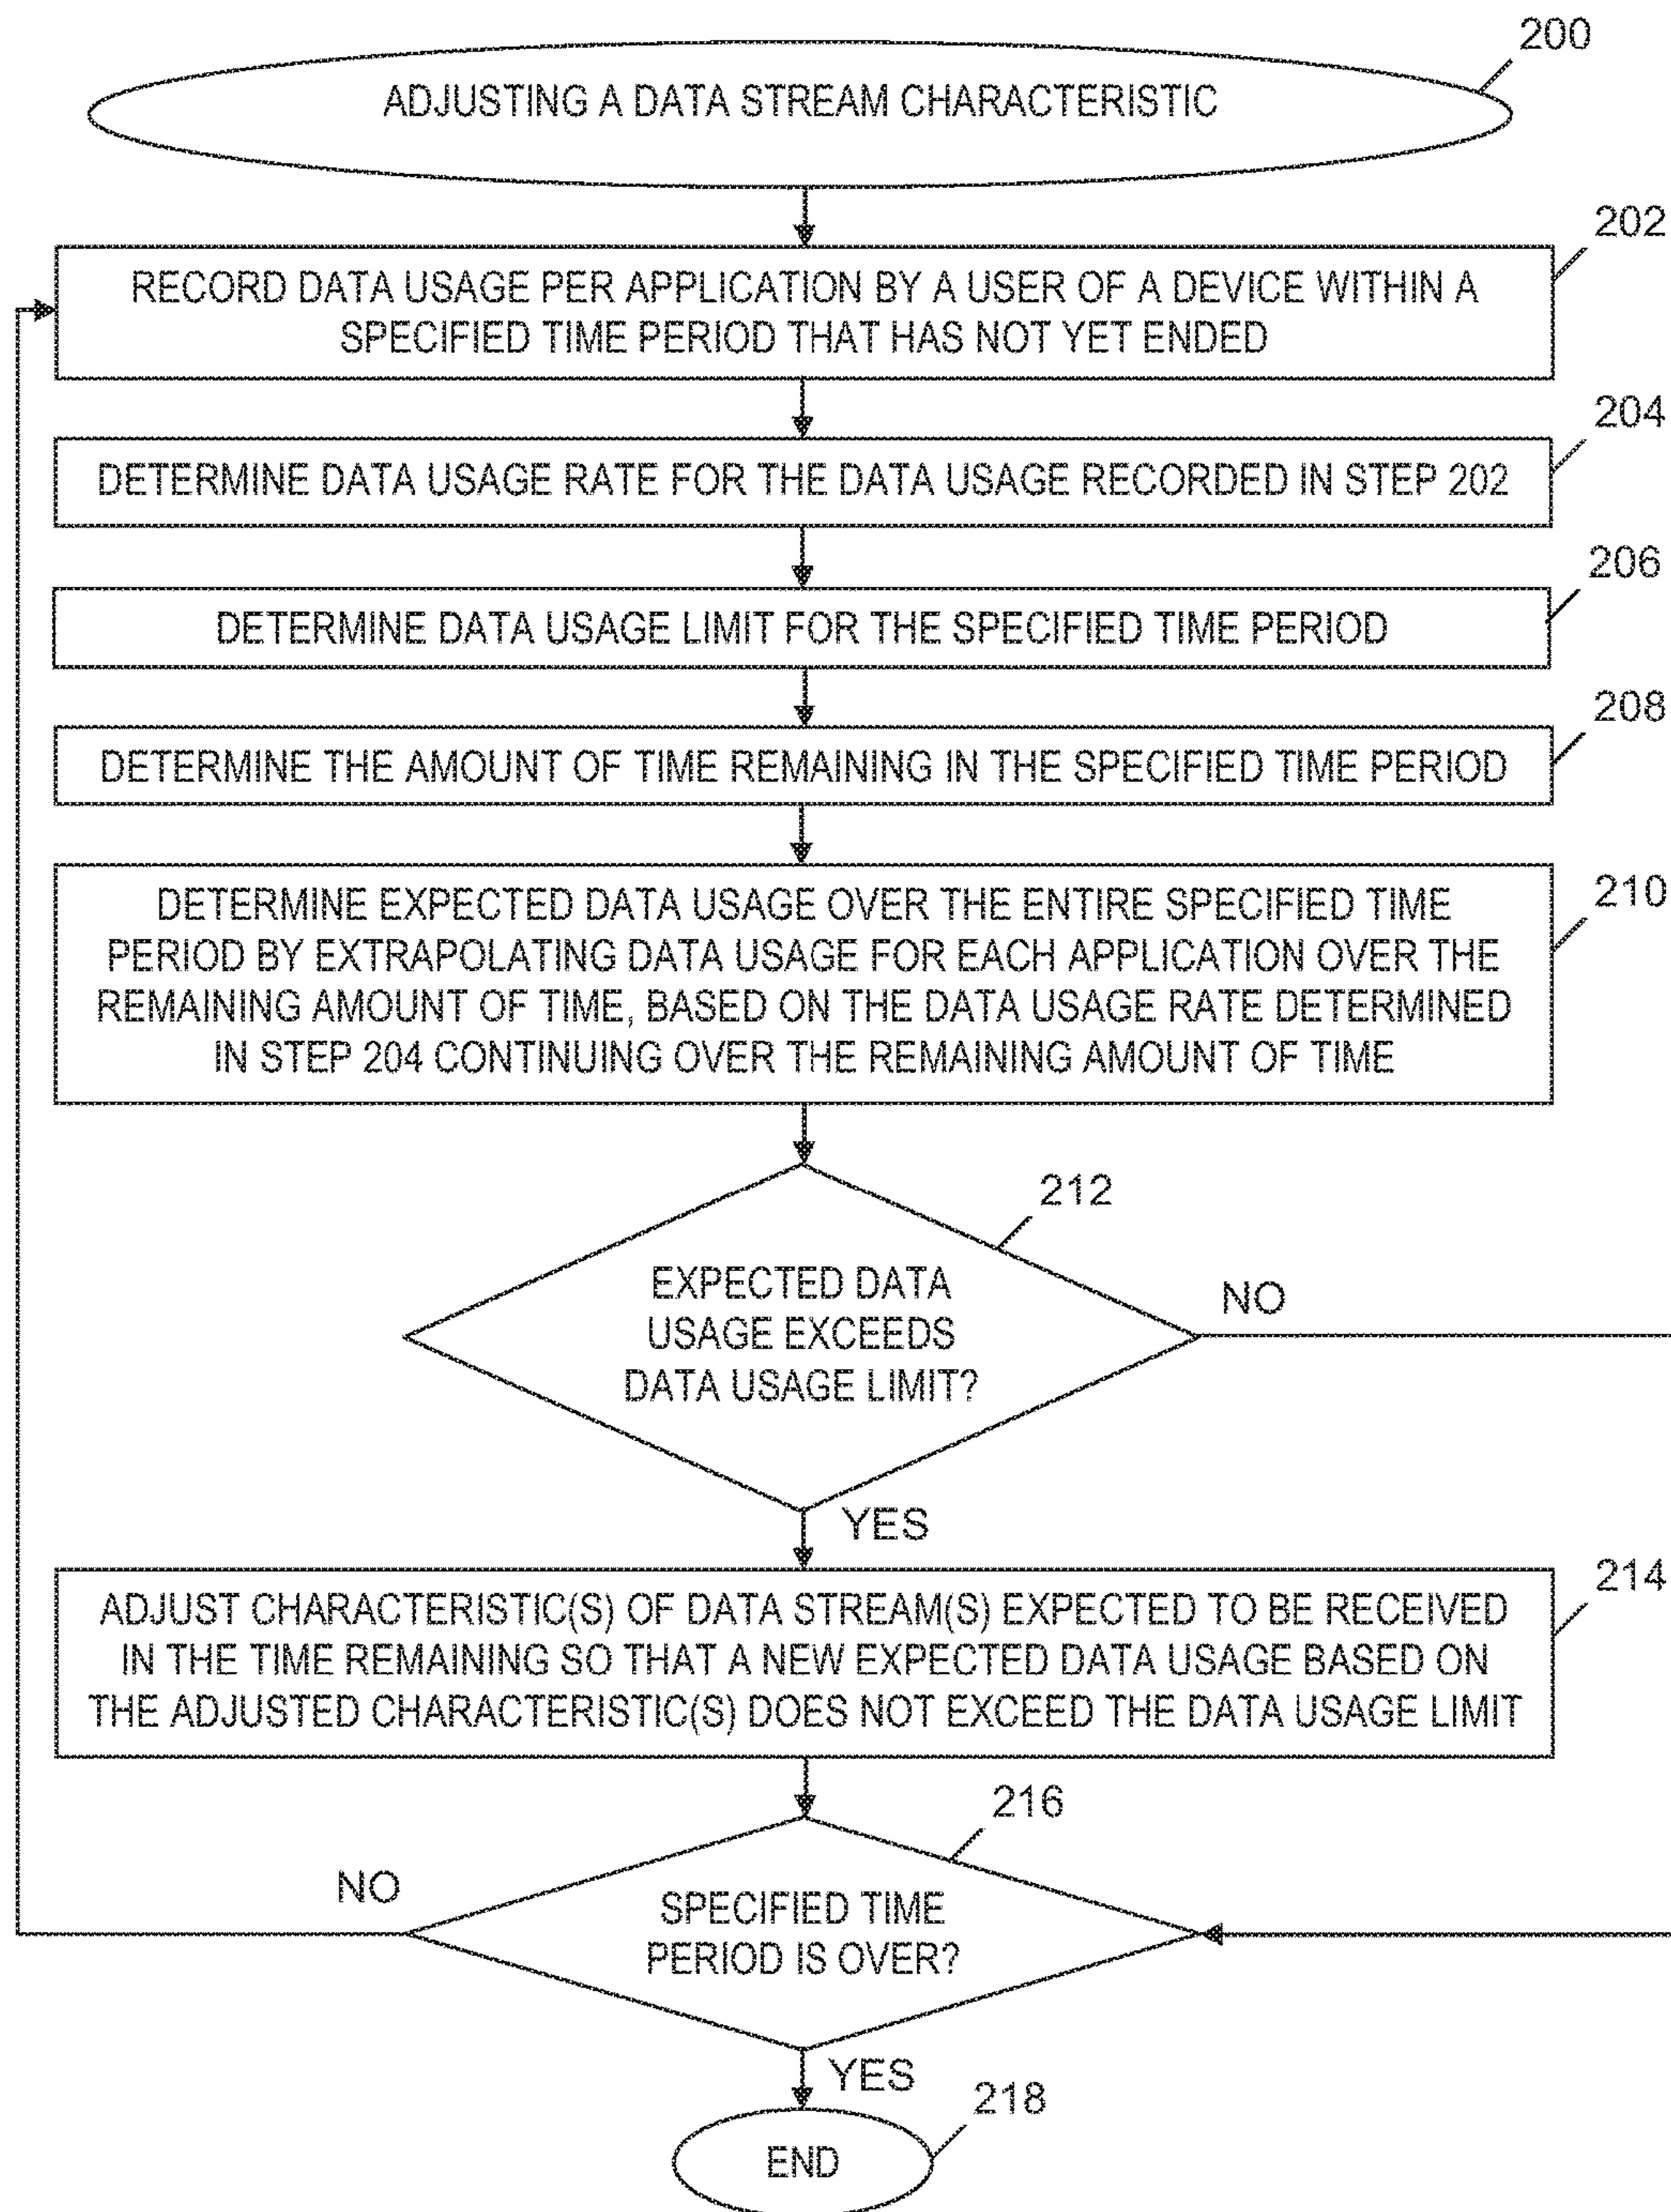 200
ADJUSTING A DATA STREAM CHARACTERISTIC
202
RECORD DATA USAGE PER APPLICATION BY A USER OF A DEVICE WITHIN A
SPECIFIED TIME PERIOD THAT HAS NOT YET ENDED
204
DETERMINE DATA USAGE RATE FOR THE DATA USAGE RECORDED IN STEP 202
206
DETERMINE DATA USAGE LIMIT FOR THE SPECIFIED TIME PERIOD
208
DETERMINE THE AMOUNT OF TIME REMAINING IN THE SPECIFIED TIME PERIOD
210
DETERMINE EXPECTED DATA USAGE OVER THE ENTIRE SPECIFIED TIME
PERIOD BY EXTRAPOLATING DATA USAGE FOR EACH APPLICATION OVER THE
REMAINING AMOUNT OF TIME, BASED ON THE DATA USAGE RATE DETERMINED
IN STEP 204 CONTINUING OVER THE REMAINING AMOUNT OF TIME
212
EXPECTED DATA
USAGE EXCEEDS
DATA USAGE LIMIT?
NO
YES
214
ADJUST CHARACTERISTIC(S) OF DATA STREAM(S) EXPECTED TO BE RECEIVED
IN THE TIME REMAINING SO THAT A NEW EXPECTED DATA USAGE BASED ON
THE ADJUSTED CHARACTERISTIC(S) DOES NOT EXCEED THE DATA USAGE LIMIT
216
NO
SPECIFIED TIME
PERIOD IS OVER?
YES
218
END